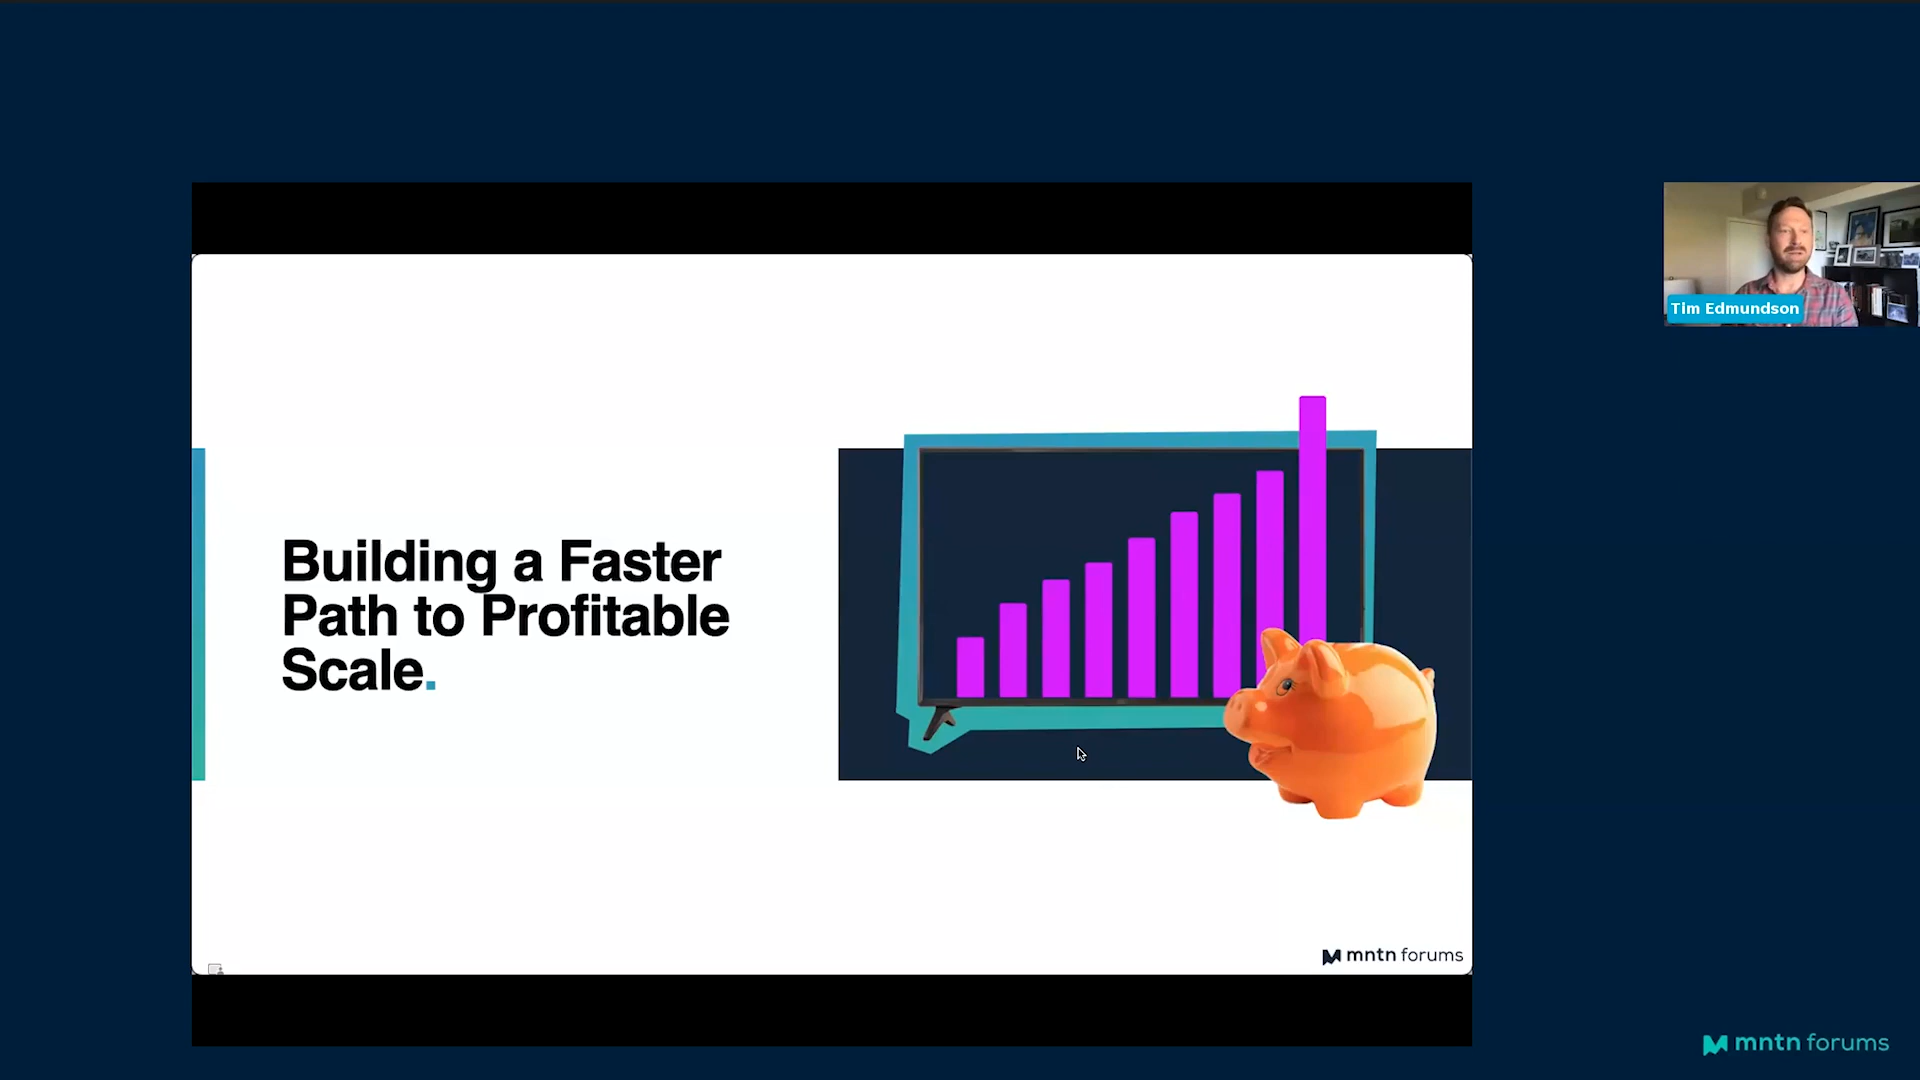 Building a Faster
Path to Profitable
Scale.
mntn forums
Tim Edmundson
mntn forums